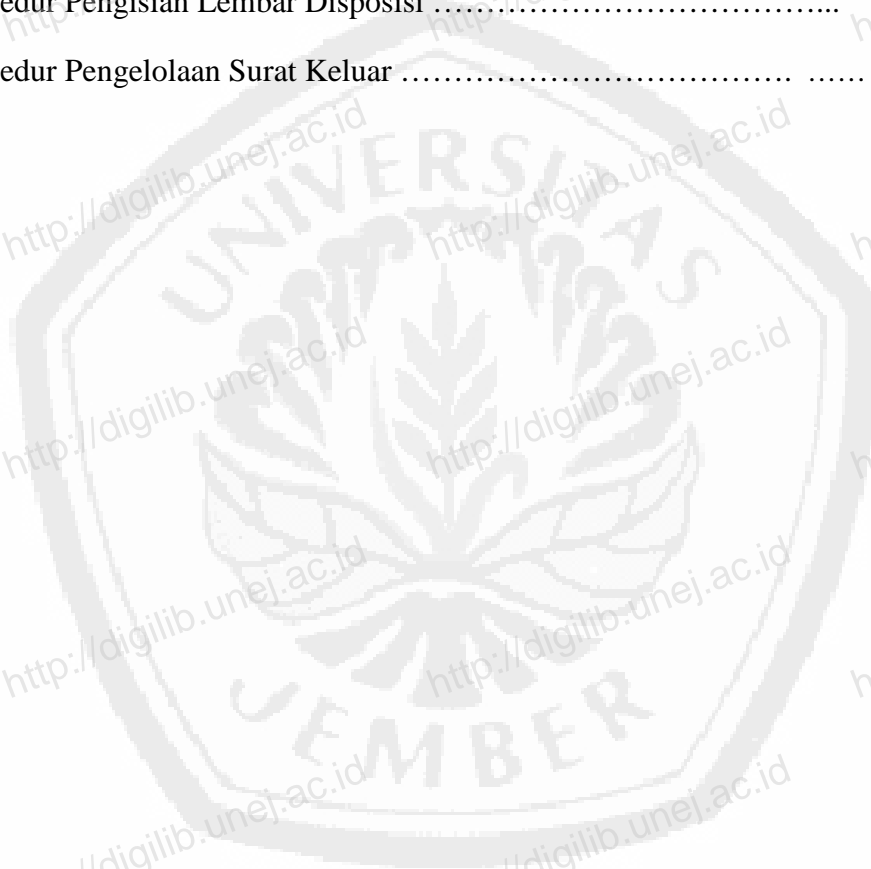 edur Pengisian Lembar Disposisi ………………………………...
edur Pengelolaan Surat Keluar ………………………………. ……
UNIVERSITAS
JEMBER
http://digilib.unej.ac.id
http://digilib.unej.ac.id
http://digilib.unej.ac.id
http://digilib.unej.ac.id
http://digilib.unej.ac.id
http://digilib.unej.ac.id
//digilib.unej.ac.id
//digilib.unej.ac.id